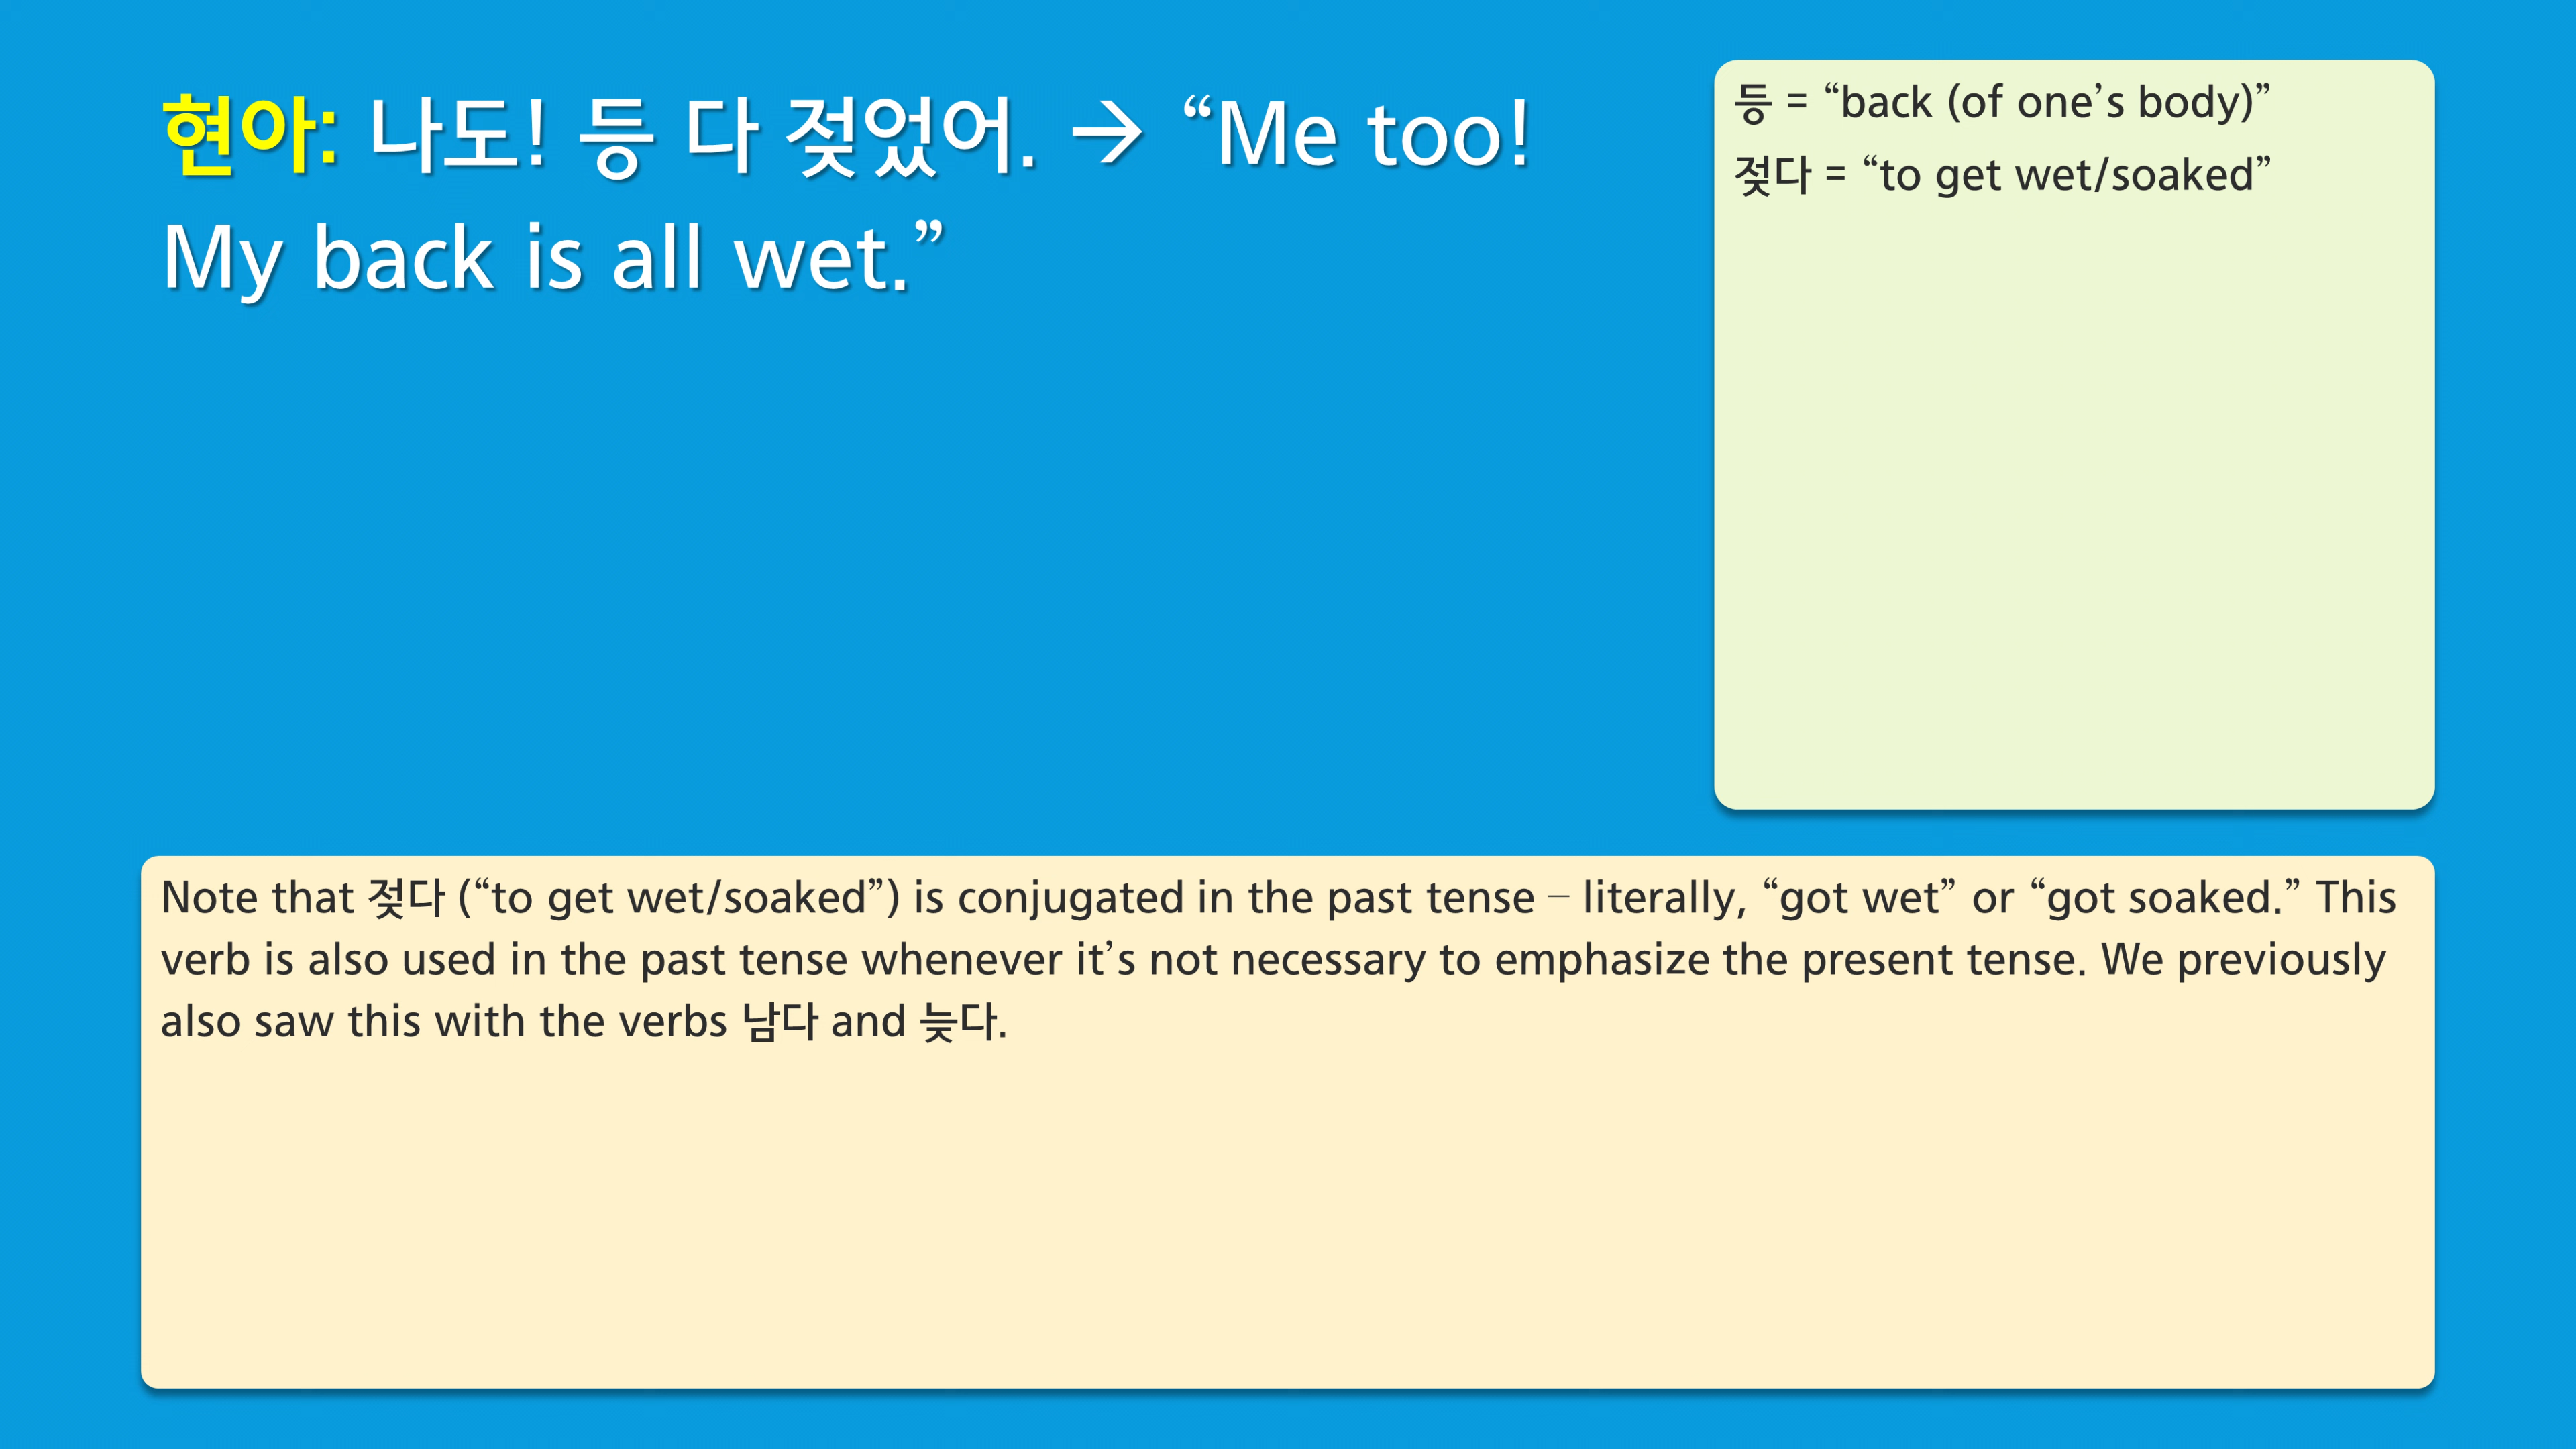 현아: 나도! 등 다 젖었어. → “Me too!
My back is all wet.”
등 = “back (of one’s body)”
젖다 = “to get wet/soaked”
Note that 젖다 (“to get wet/soaked”) is conjugated in the past tense – literally, “got wet” or “got soaked.” This
verb is also used in the past tense whenever it’s not necessary to emphasize the present tense. We previously
also saw this with the verbs 남다 and 늦다.